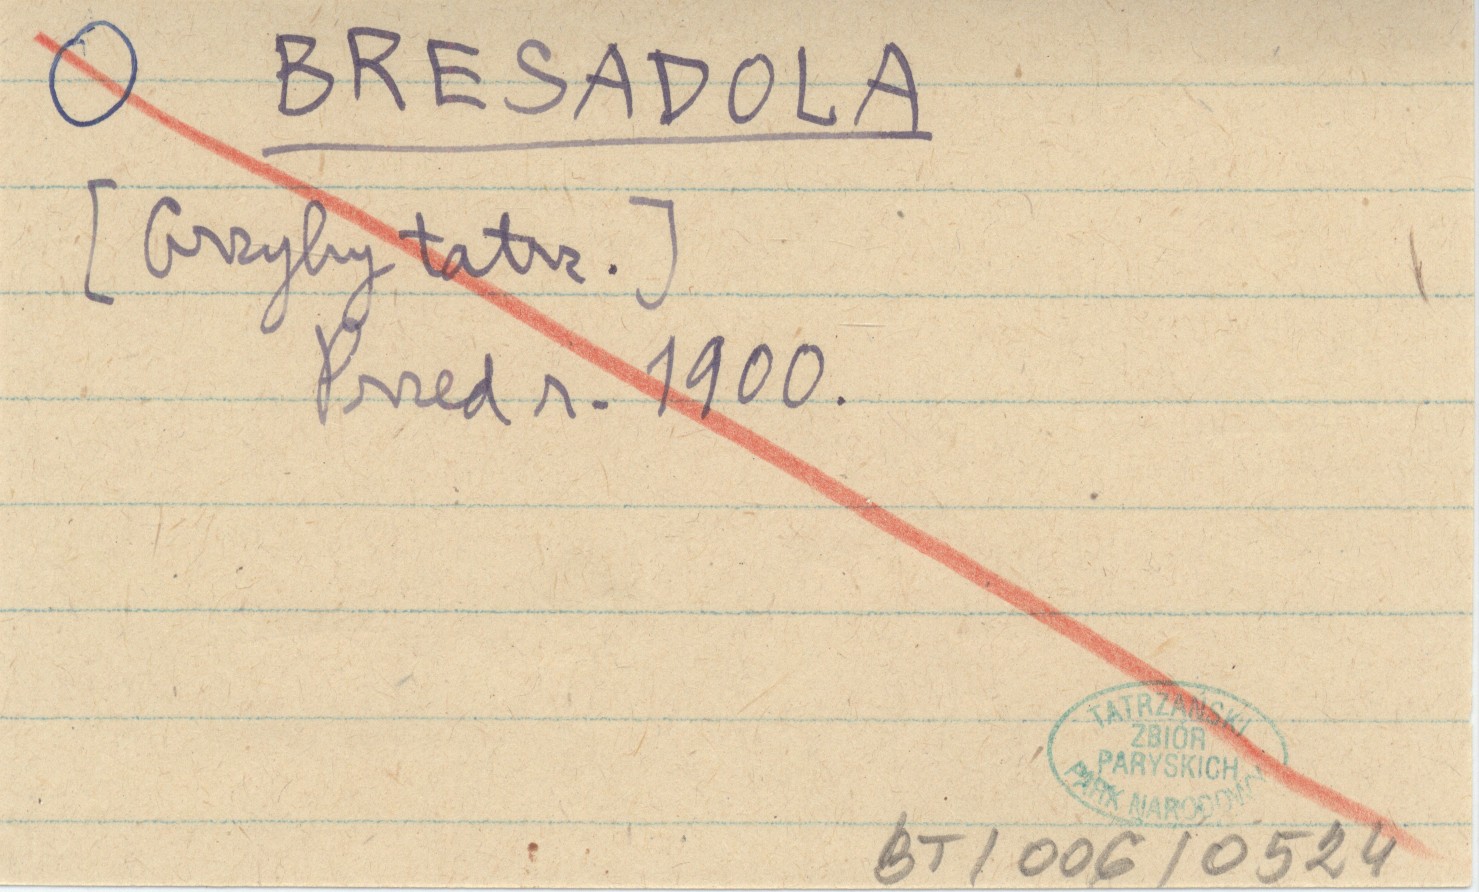 BRESADOLA
[Grzyby tatrz.]
Przed r. 1900.
TATRZAŃSKI
ZBIÓR
PARYSKICH
PARK NARODOWY
BT/006/0524